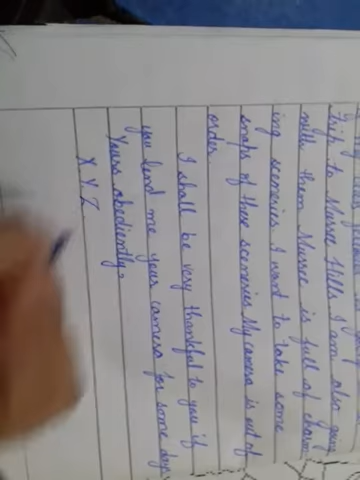 Trip to Murree Hills I am also going
with them Murree is full of charm
ing sceneries I want to take some
snaps of these sceneries My camera is out of
order
I shall be very thankful to you if
you lend me your camera for some days
Yours obediently,
X.Y.Z